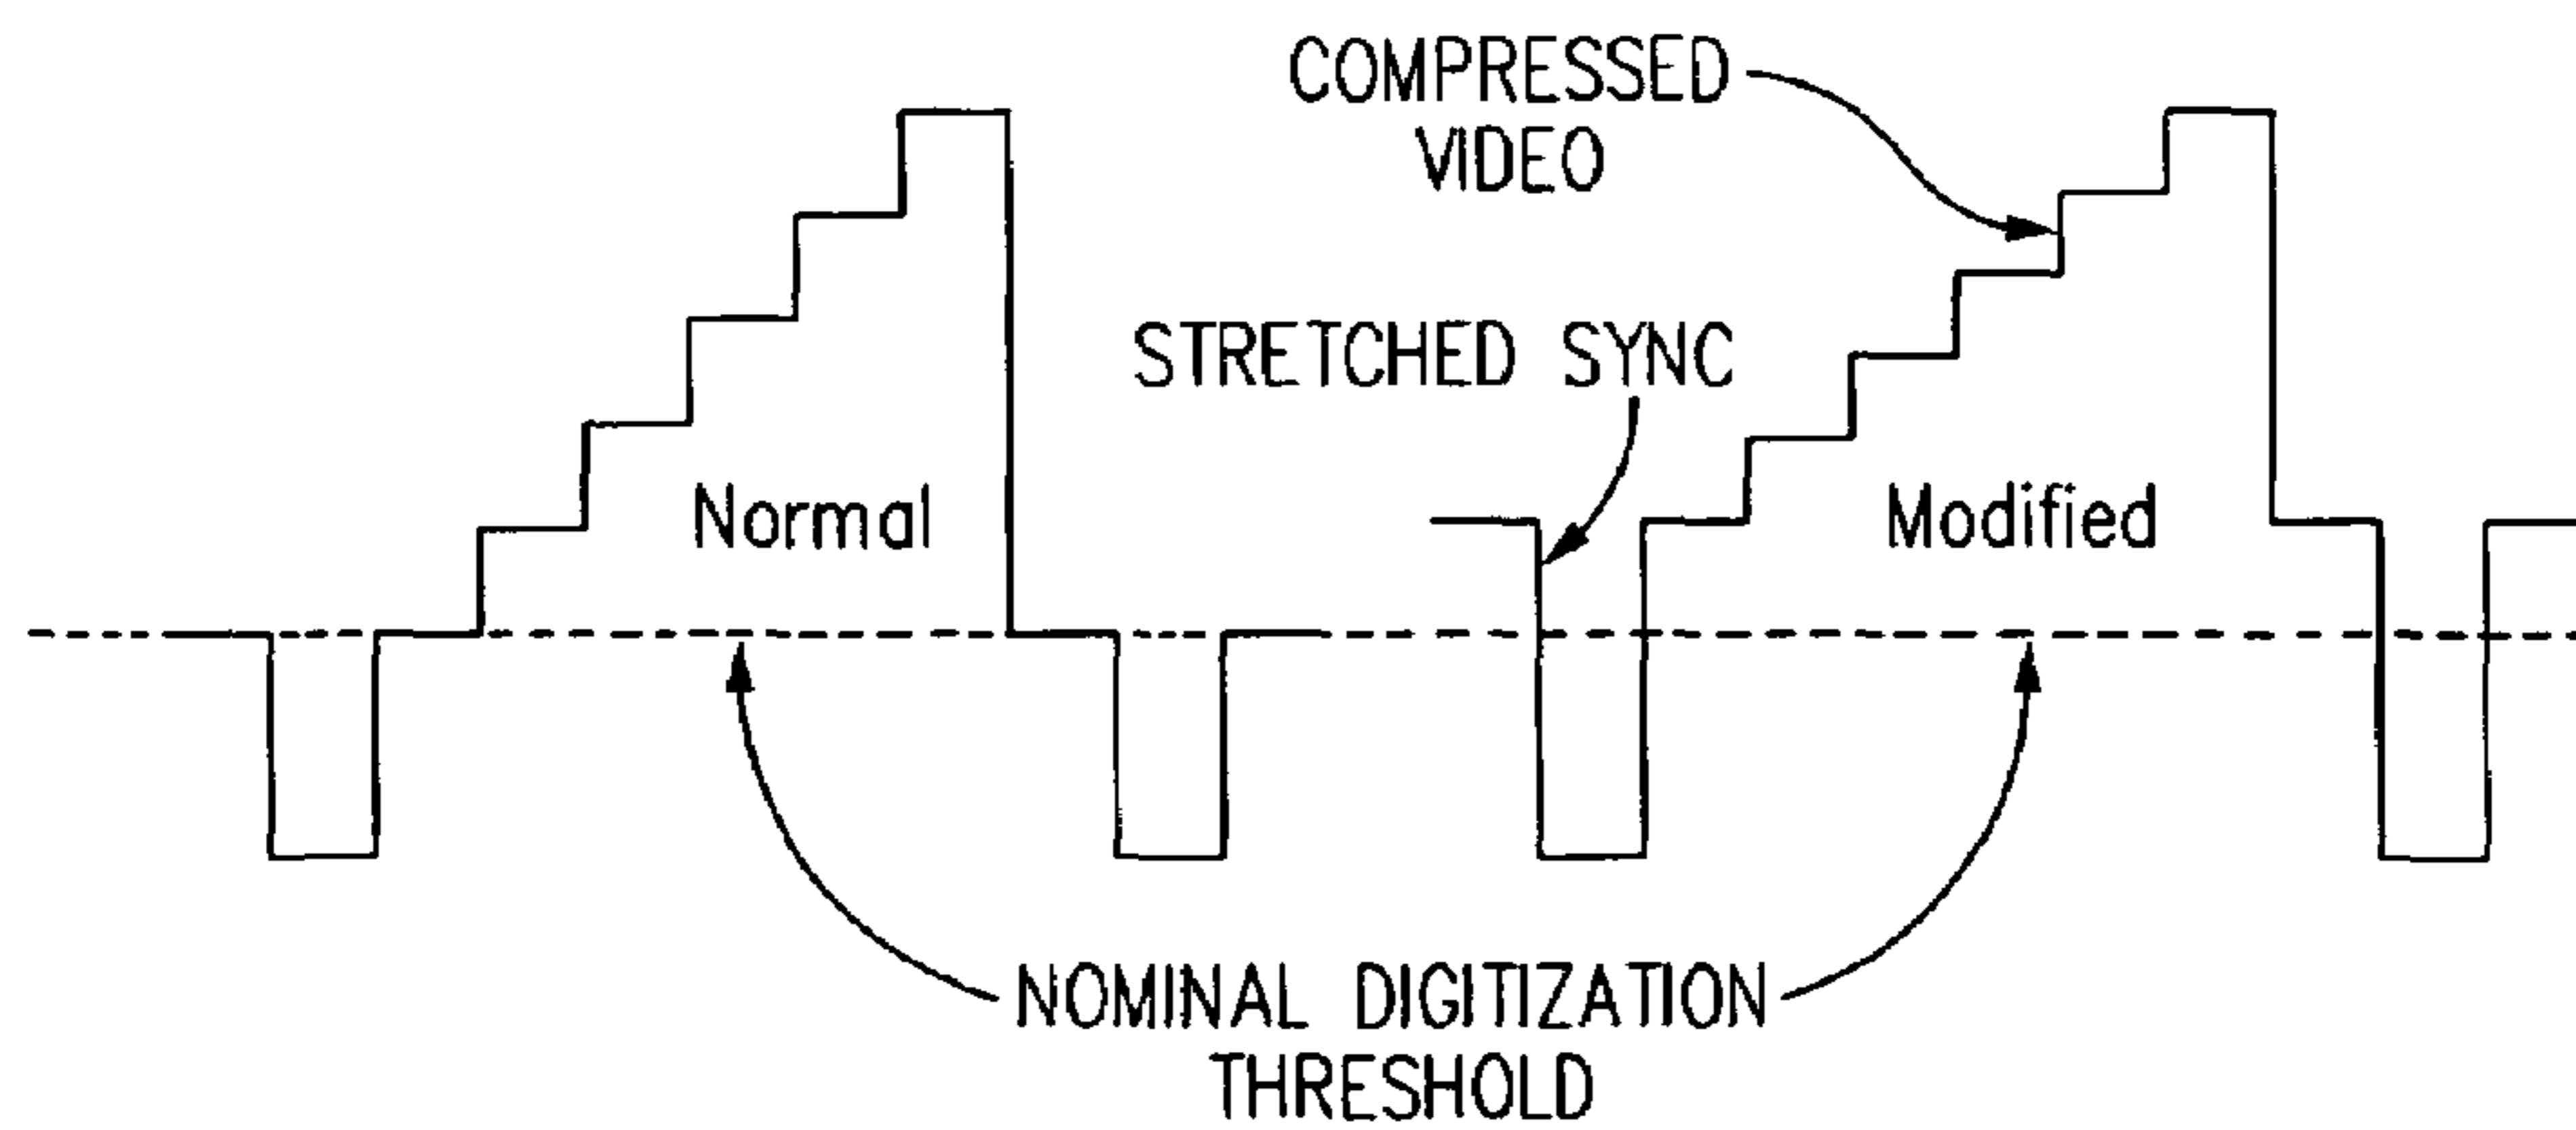 COMPRESSED
VIDEO
STRETCHED SYNC
Normal
Modified
NOMINAL DIGITIZATION
THRESHOLD